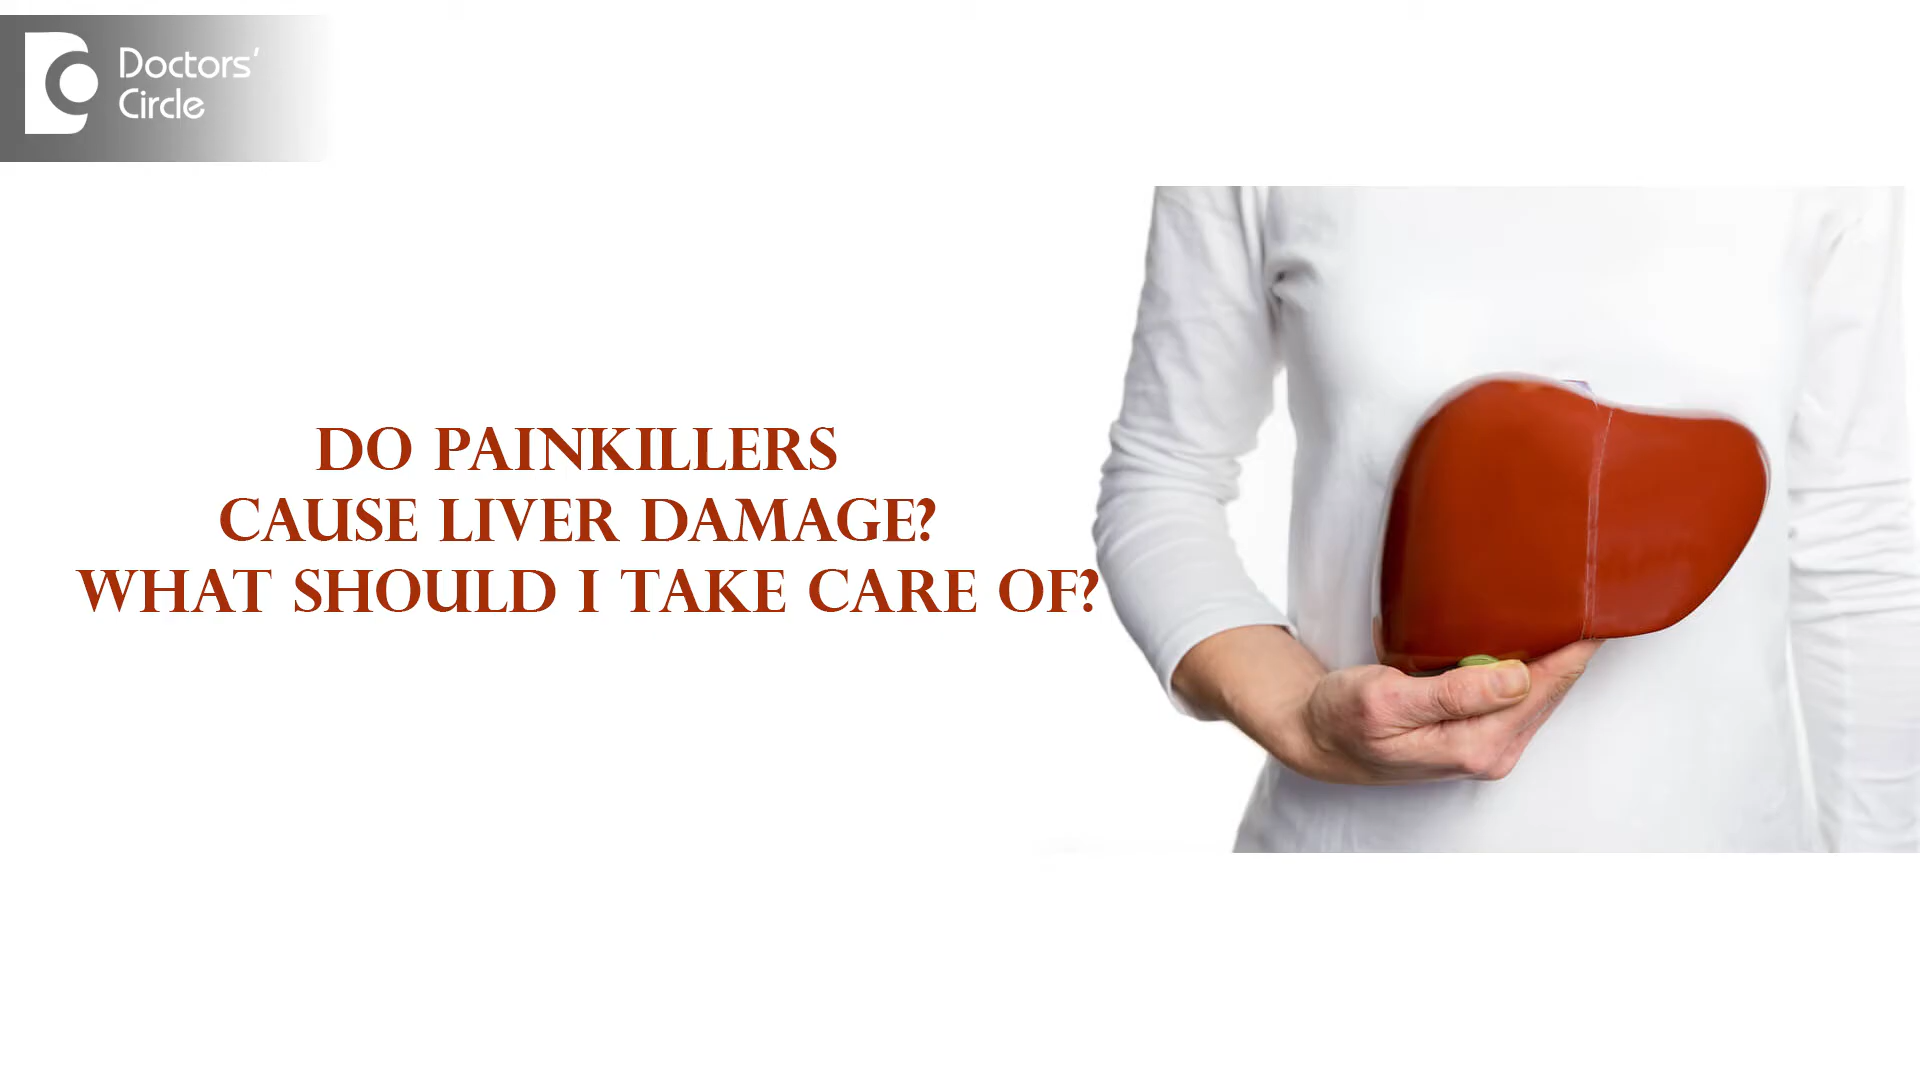 Doctors'
Circle
DO PAINKILLERS
CAUSE LIVER DAMAGE?
WHAT SHOULD I TAKE CARE OF?